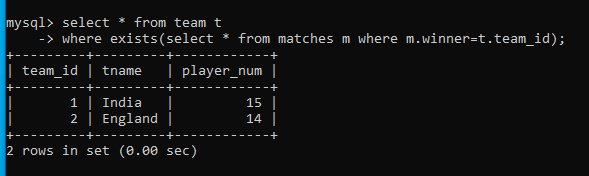 mysql> select * from team t
    -> where exists(select * from matches m where m.winner=t.team_id);
+---------+---------+------------+
| team_id | tname   | player_num |
+---------+---------+------------+
|       1 | India   |         15 |
|       2 | England |         14 |
+---------+---------+------------+
2 rows in set (0.00 sec)